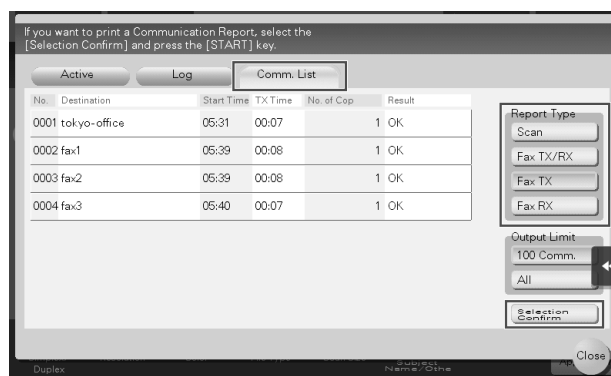 If you want to print a Communication Report, select the
[Selection Confirm] and press the [START] key.
Active Log Comm. List
No. Destination Start Time TX Time No. of Cop Result
0001 tokyo-office 05:31 00:07 1 OK
0002 fax1 05:39 00:08 1 OK
0003 fax2 05:39 00:08 1 OK
0004 fax3 05:40 00:07 1 OK
Report Type
Scan
Fax TX/RX
Fax TX
Fax RX
Output Limit
100 Comm.
All
Selection
Confirm
Close
Duplex
Subject
Name/Othe